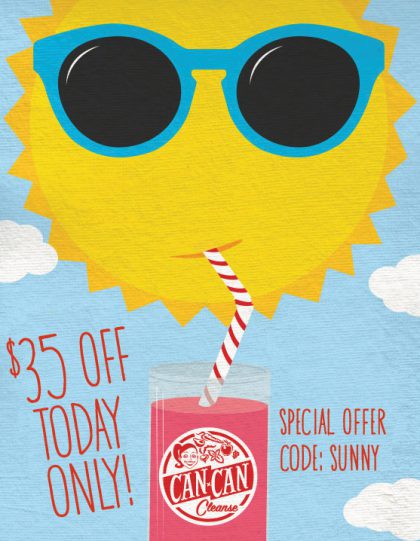 $35 OFF
TODAY
ONLY!
SPECIAL OFFER
CODE: SUNNY
CAN•CAN
Cleanse